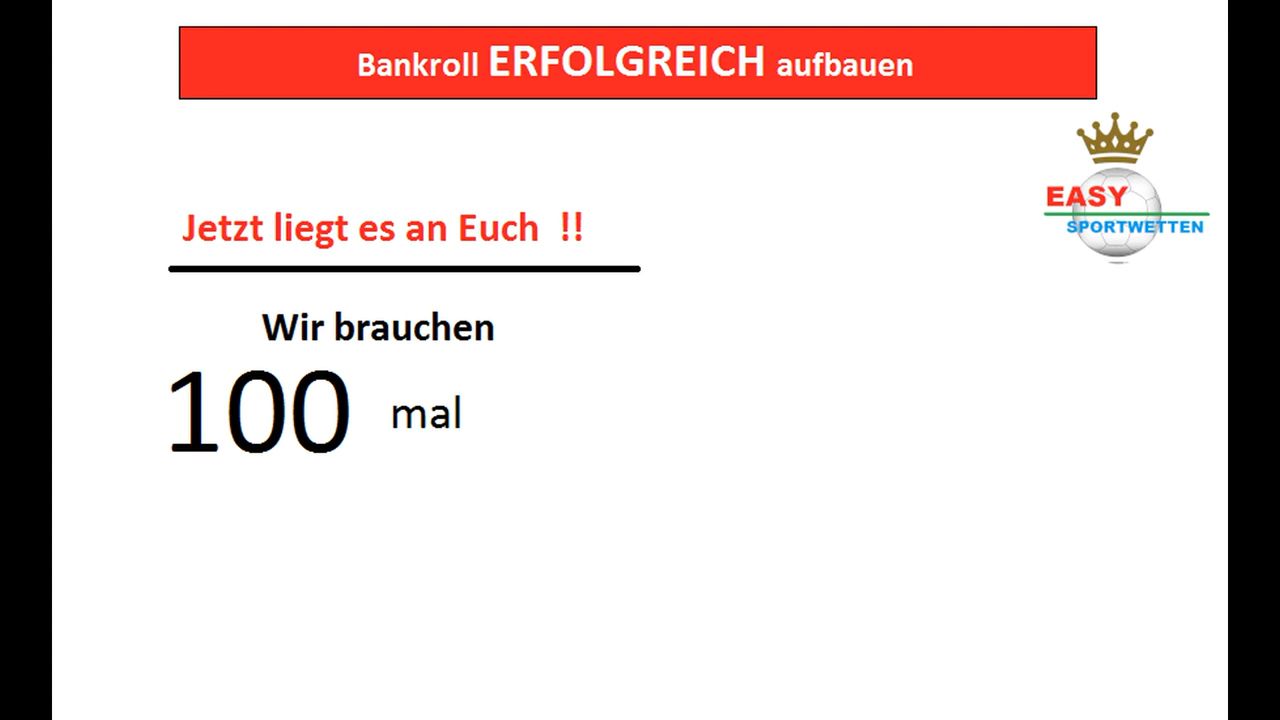 Bankroll ERFOLGREICH aufbauen
EASY
SPORTWETTEN
Jetzt liegt es an Euch !!
Wir brauchen
100 mal